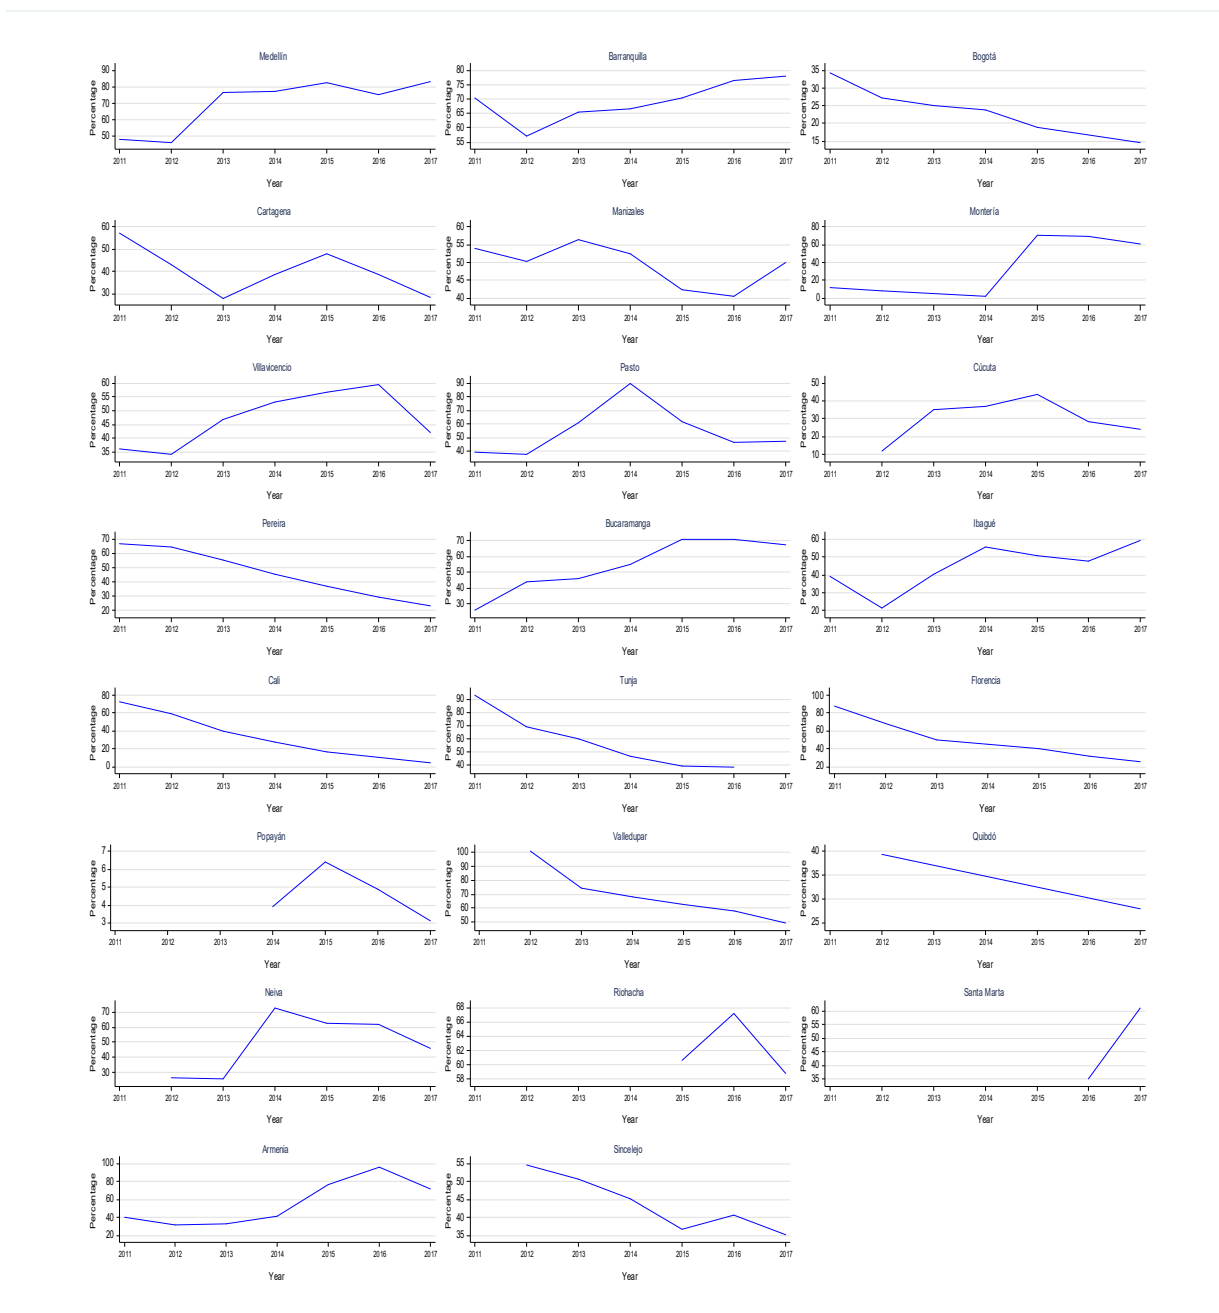 Medellín
Percentage
90
80
70
60
50
2011 2012 2013 2014 2015 2016 2017
Year
Barranquilla
Percentage
80
75
70
65
60
55
2011 2012 2013 2014 2015 2016 2017
Year
Bogotá
Percentage
35
30
25
20
15
2011 2012 2013 2014 2015 2016 2017
Year
Cartagena
Percentage
60
50
40
30
2011 2012 2013 2014 2015 2016 2017
Year
Manizales
Percentage
60
55
50
45
40
2011 2012 2013 2014 2015 2016 2017
Year
Montería
Percentage
80
60
40
20
0
2011 2012 2013 2014 2015 2016 2017
Year
Villavicencio
Percentage
60
55
50
45
40
35
2011 2012 2013 2014 2015 2016 2017
Year
Pasto
Percentage
90
80
70
60
50
40
2011 2012 2013 2014 2015 2016 2017
Year
Cúcuta
Percentage
50
40
30
20
10
2011 2012 2013 2014 2015 2016 2017
Year
Pereira
Percentage
70
60
50
40
30
20
2011 2012 2013 2014 2015 2016 2017
Year
Bucaramanga
Percentage
70
60
50
40
30
2011 2012 2013 2014 2015 2016 2017
Year
Ibagué
Percentage
60
50
40
30
20
2011 2012 2013 2014 2015 2016 2017
Year
Cali
Percentage
80
60
40
20
0
2011 2012 2013 2014 2015 2016 2017
Year
Tunja
Percentage
90
80
70
60
50
40
2011 2012 2013 2014 2015 2016 2017
Year
Florencia
Percentage
100
80
60
40
20
2011 2012 2013 2014 2015 2016 2017
Year
Popayán
Percentage
7
6
5
4
3
2011 2012 2013 2014 2015 2016 2017
Year
Valledupar
Percentage
100
90
80
70
60
50
2011 2012 2013 2014 2015 2016 2017
Year
Quibdó
Percentage
40
35
30
25
2011 2012 2013 2014 2015 2016 2017
Year
Neiva
Percentage
70
60
50
40
30
2011 2012 2013 2014 2015 2016 2017
Year
Riohacha
Percentage
68
66
64
62
60
58
2011 2012 2013 2014 2015 2016 2017
Year
Santa Marta
Percentage
60
55
50
45
40
35
2011 2012 2013 2014 2015 2016 2017
Year
Armenia
Percentage
100
80
60
40
20
2011 2012 2013 2014 2015 2016 2017
Year
Sincelejo
Percentage
55
50
45
40
35
2011 2012 2013 2014 2015 2016 2017
Year